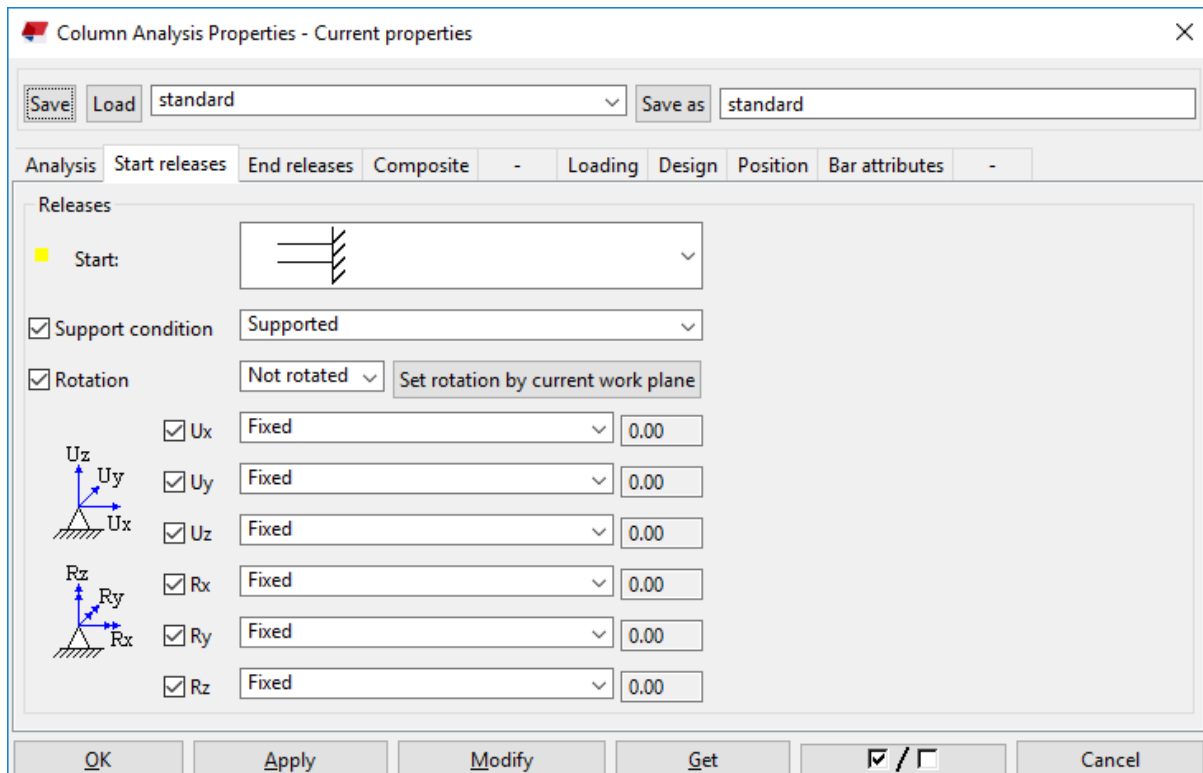 Column Analysis Properties - Current properties
Save Load standard Save as standard
Analysis Start releases End releases Composite - Loading Design Position Bar attributes -
Releases
Start:
Support condition Supported
Rotation Not rotated Set rotation by current work plane
Ux Fixed 0.00
Uz
Uy
Ux
Uy Fixed 0.00
Uz Fixed 0.00
Rz
Ry
Rx
Rx Fixed 0.00
Ry Fixed 0.00
Rz Fixed 0.00
OK Apply Modify Get / Cancel